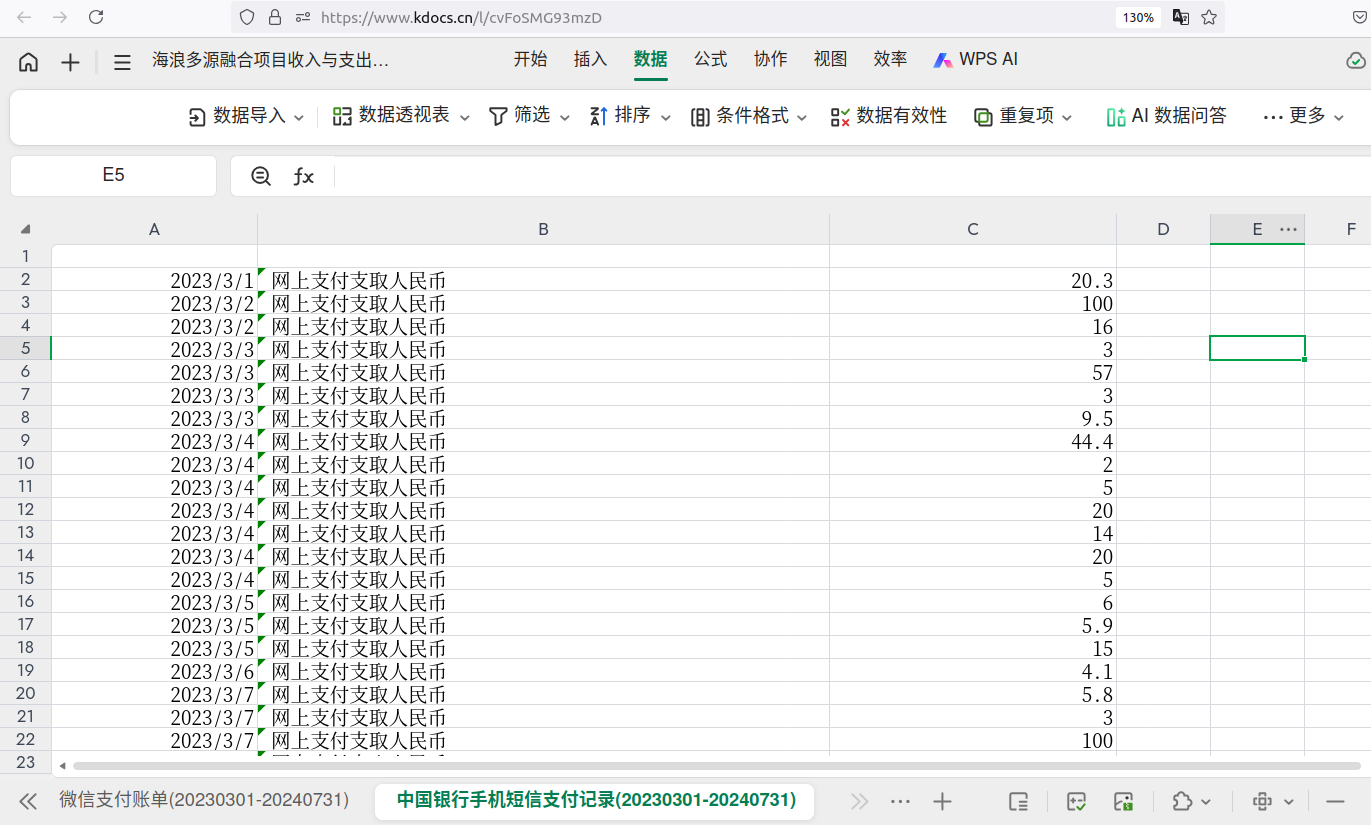 https://www.kdocs.cn/l/cvFoSMG93mzD 130%
海浪多源融合项目收入与支出… 开始 插入 数据 公式 协作 视图 效率 WPS AI
数据导入 数据透视表 筛选 排序 条件格式 数据有效性 重复项 AI 数据问答 ··· 更多
E5 fx
A B C D E ··· F
1
2 2023/3/1 网上支付支取人民币 20.3
3 2023/3/2 网上支付支取人民币 100
4 2023/3/2 网上支付支取人民币 16
5 2023/3/3 网上支付支取人民币 3
6 2023/3/3 网上支付支取人民币 57
7 2023/3/3 网上支付支取人民币 3
8 2023/3/3 网上支付支取人民币 9.5
9 2023/3/4 网上支付支取人民币 44.4
10 2023/3/4 网上支付支取人民币 2
11 2023/3/4 网上支付支取人民币 5
12 2023/3/4 网上支付支取人民币 20
13 2023/3/4 网上支付支取人民币 14
14 2023/3/4 网上支付支取人民币 20
15 2023/3/4 网上支付支取人民币 5
16 2023/3/5 网上支付支取人民币 6
17 2023/3/5 网上支付支取人民币 5.9
18 2023/3/5 网上支付支取人民币 15
19 2023/3/6 网上支付支取人民币 4.1
20 2023/3/7 网上支付支取人民币 5.8
21 2023/3/7 网上支付支取人民币 3
22 2023/3/7 网上支付支取人民币 100
23
微信支付账单(20230301-20240731) 中国银行手机短信支付记录(20230301-20240731) ···